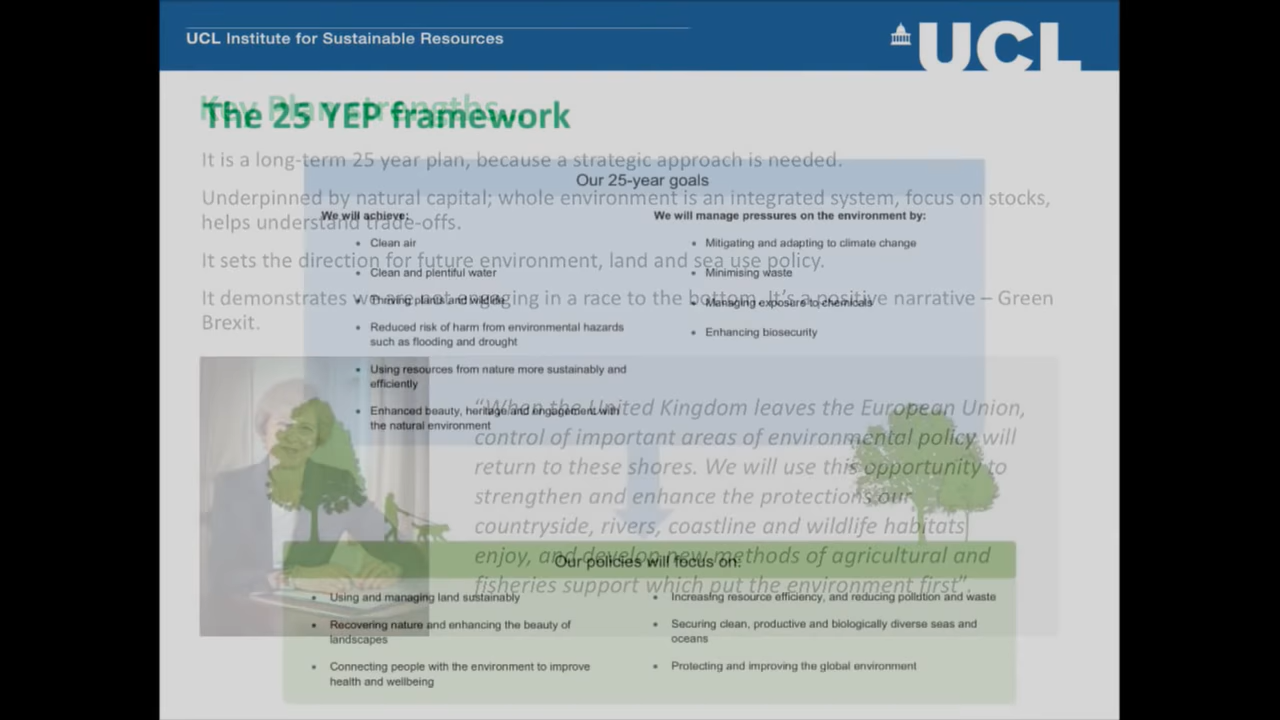 UCL Institute for Sustainable Resources
UCL
Key Plan strengths...
The 25 YEP framework
It is a long-term 25 year plan, because a strategic approach is needed.
Underpinned by natural capital; whole environment is an integrated system, focus on stocks,
helps understand trade-offs.
It sets the direction for future environment, land and sea use policy.
It demonstrates we are not engaging in a race to the bottom. It's a positive narrative – Green
Brexit.
Our 25-year goals
We will achieve:
• Clean air
• Clean and plentiful water
• Thriving plants and wildlife
• Reduced risk of harm from environmental hazards
such as flooding and drought
• Using resources from nature more sustainably and
efficiently
• Enhanced beauty, heritage and engagement with
the natural environment
We will manage pressures on the environment by:
• Mitigating and adapting to climate change
• Minimising waste
• Managing exposure to chemicals
• Enhancing biosecurity
“When the United Kingdom leaves the European Union,
control of important areas of environmental policy will
return to these shores. We will use this opportunity to
strengthen and enhance the protections our
countryside, rivers, coastline and wildlife habitats
enjoy, and develop new methods of agricultural and
fisheries support which put the environment first”.
Our policies will focus on:
• Using and managing land sustainably
• Recovering nature and enhancing the beauty of
landscapes
• Connecting people with the environment to improve
health and wellbeing
• Increasing resource efficiency, and reducing pollution and waste
• Securing clean, productive and biologically diverse seas and
oceans
• Protecting and improving the global environment